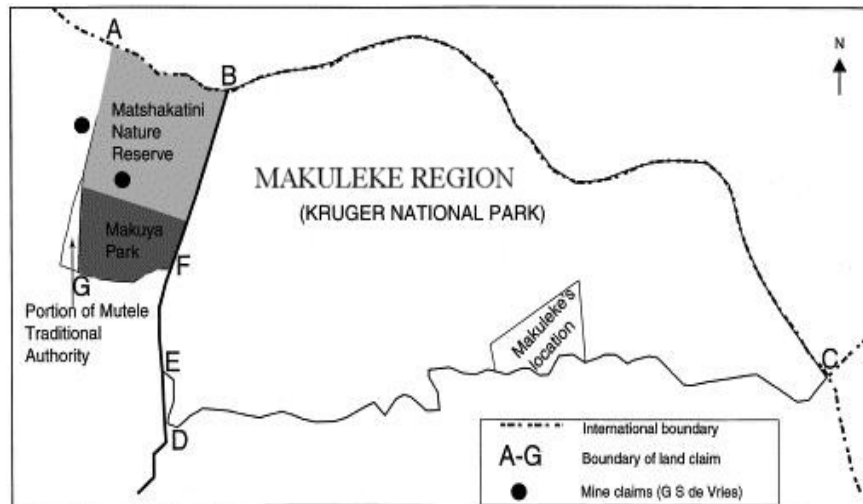 A
B
N
Matshakatini
Nature
Reserve
MAKULEKE REGION
(KRUGER NATIONAL PARK)
Makuya
Park
F
G
Portion of Mutele
Traditional
Authority
Makuleke's
location
E
C
D
International boundary
A-G Boundary of land claim
Mine claims (G S de Vries)